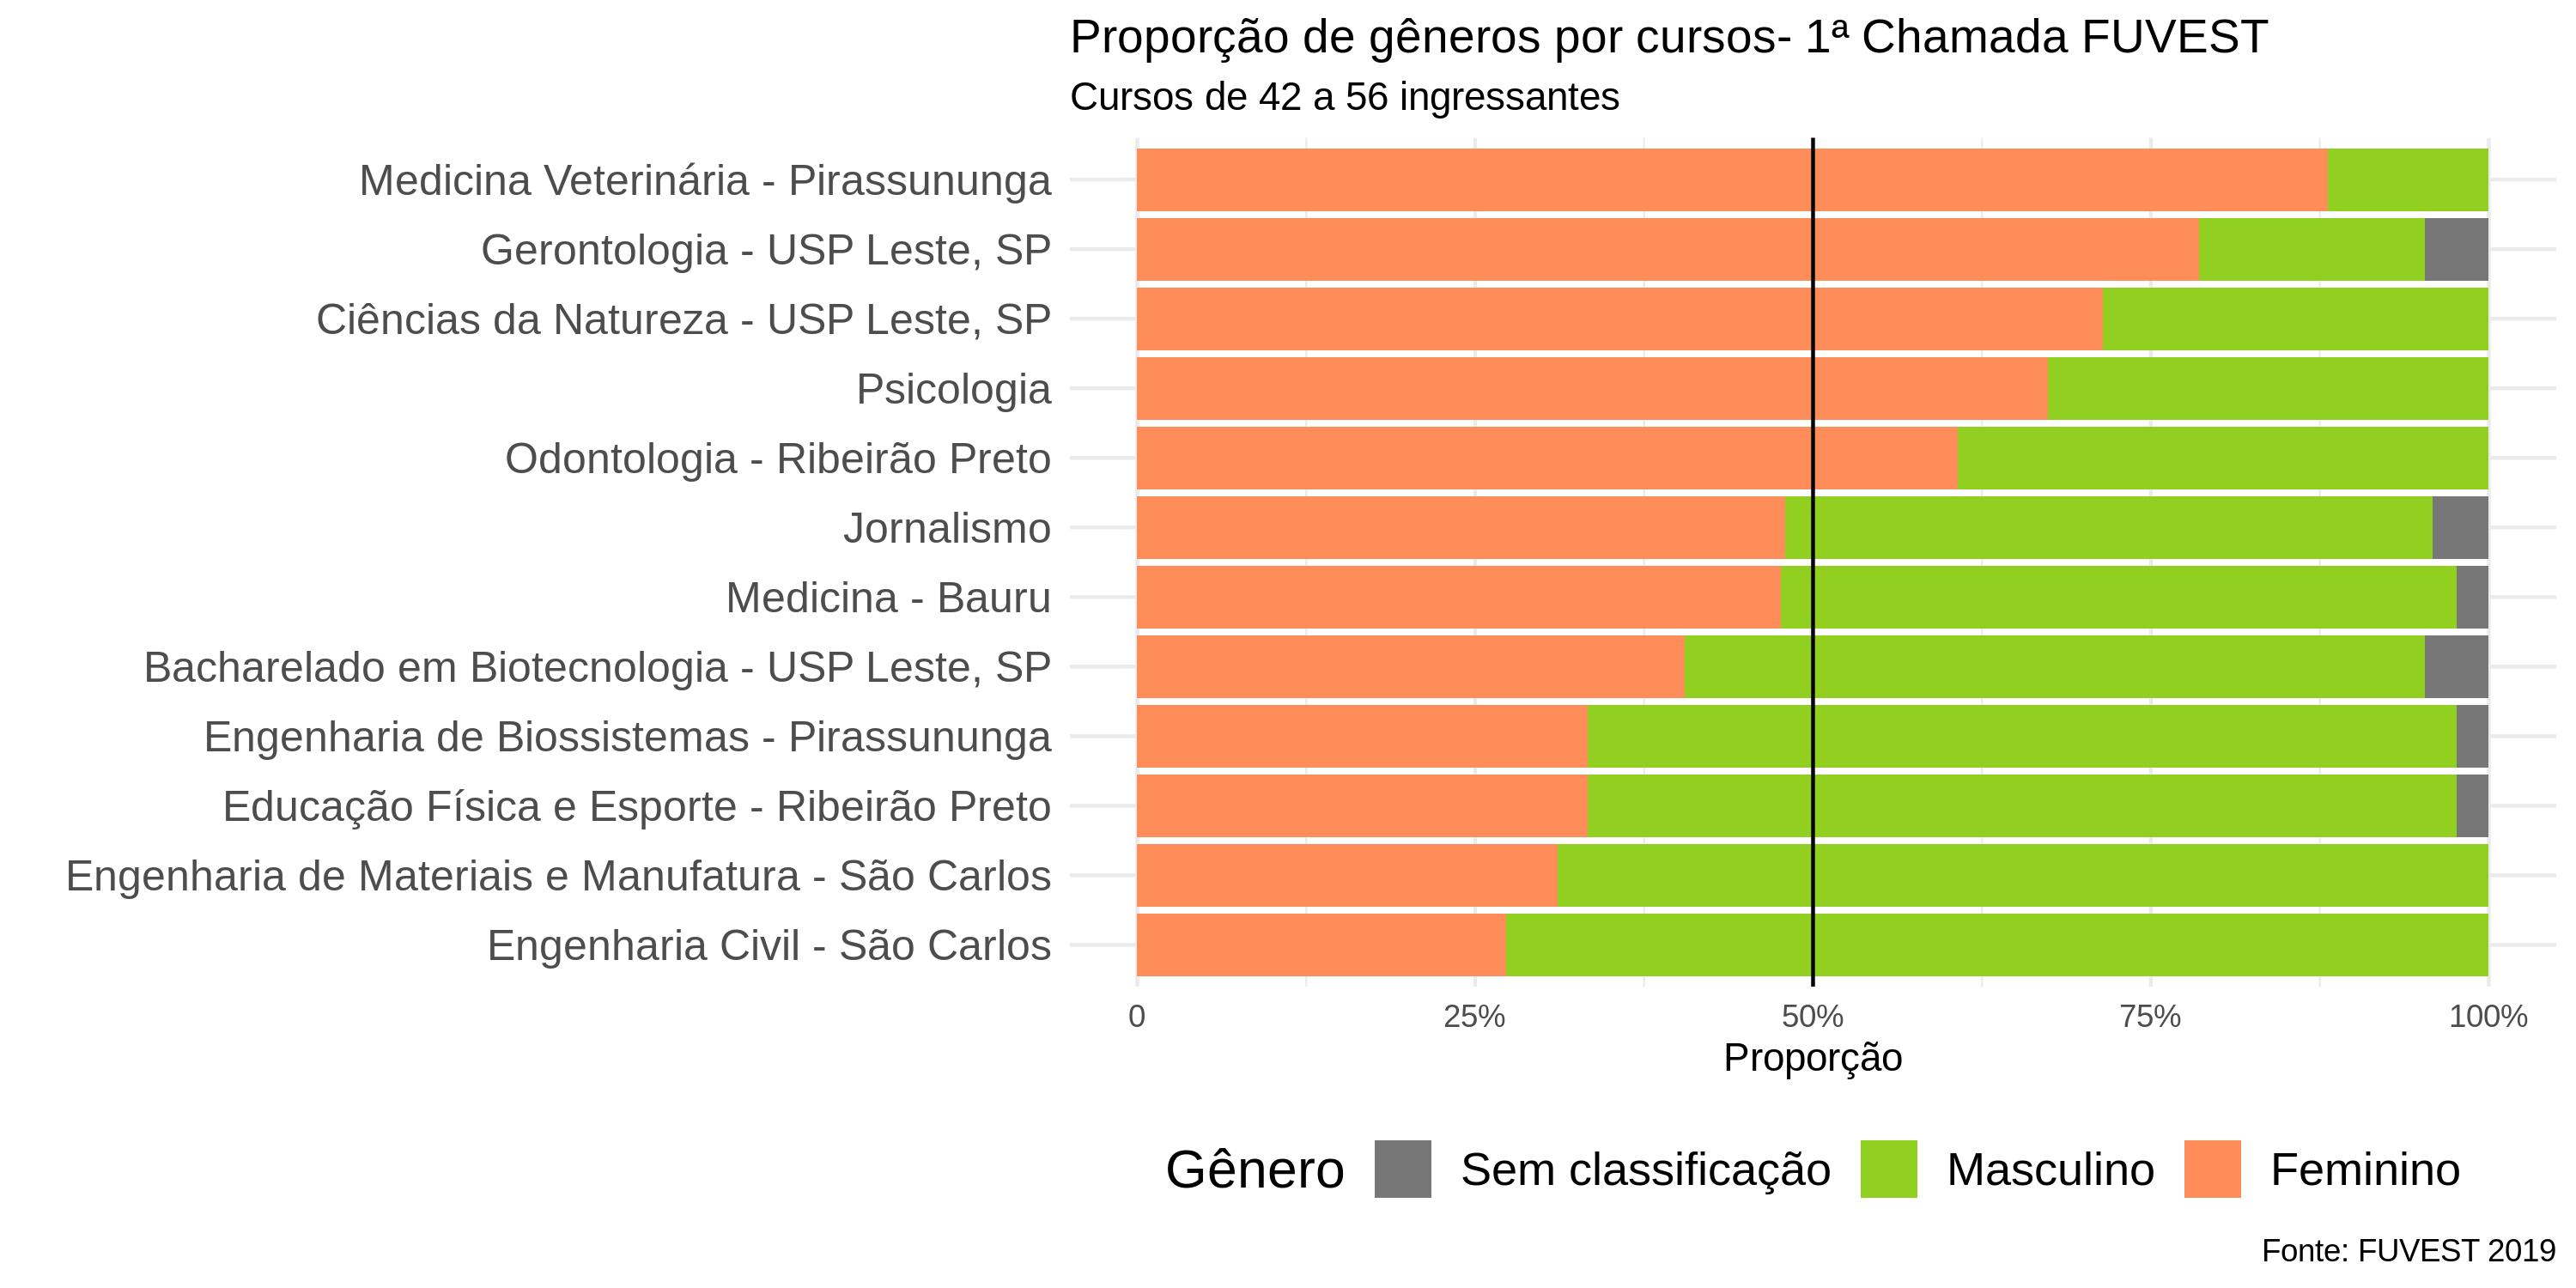 Proporção de gêneros por cursos- 1ª Chamada FUVEST
Cursos de 42 a 56 ingressantes
Medicina Veterinária - Pirassununga
Gerontologia - USP Leste, SP
Ciências da Natureza - USP Leste, SP
Psicologia
Odontologia - Ribeirão Preto
Jornalismo
Medicina - Bauru
Bacharelado em Biotecnologia - USP Leste, SP
Engenharia de Biossistemas - Pirassununga
Educação Física e Esporte - Ribeirão Preto
Engenharia de Materiais e Manufatura - São Carlos
Engenharia Civil - São Carlos
0 25% 50% 75% 100%
Proporção
Gênero Sem classificação Masculino Feminino
Fonte: FUVEST 2019